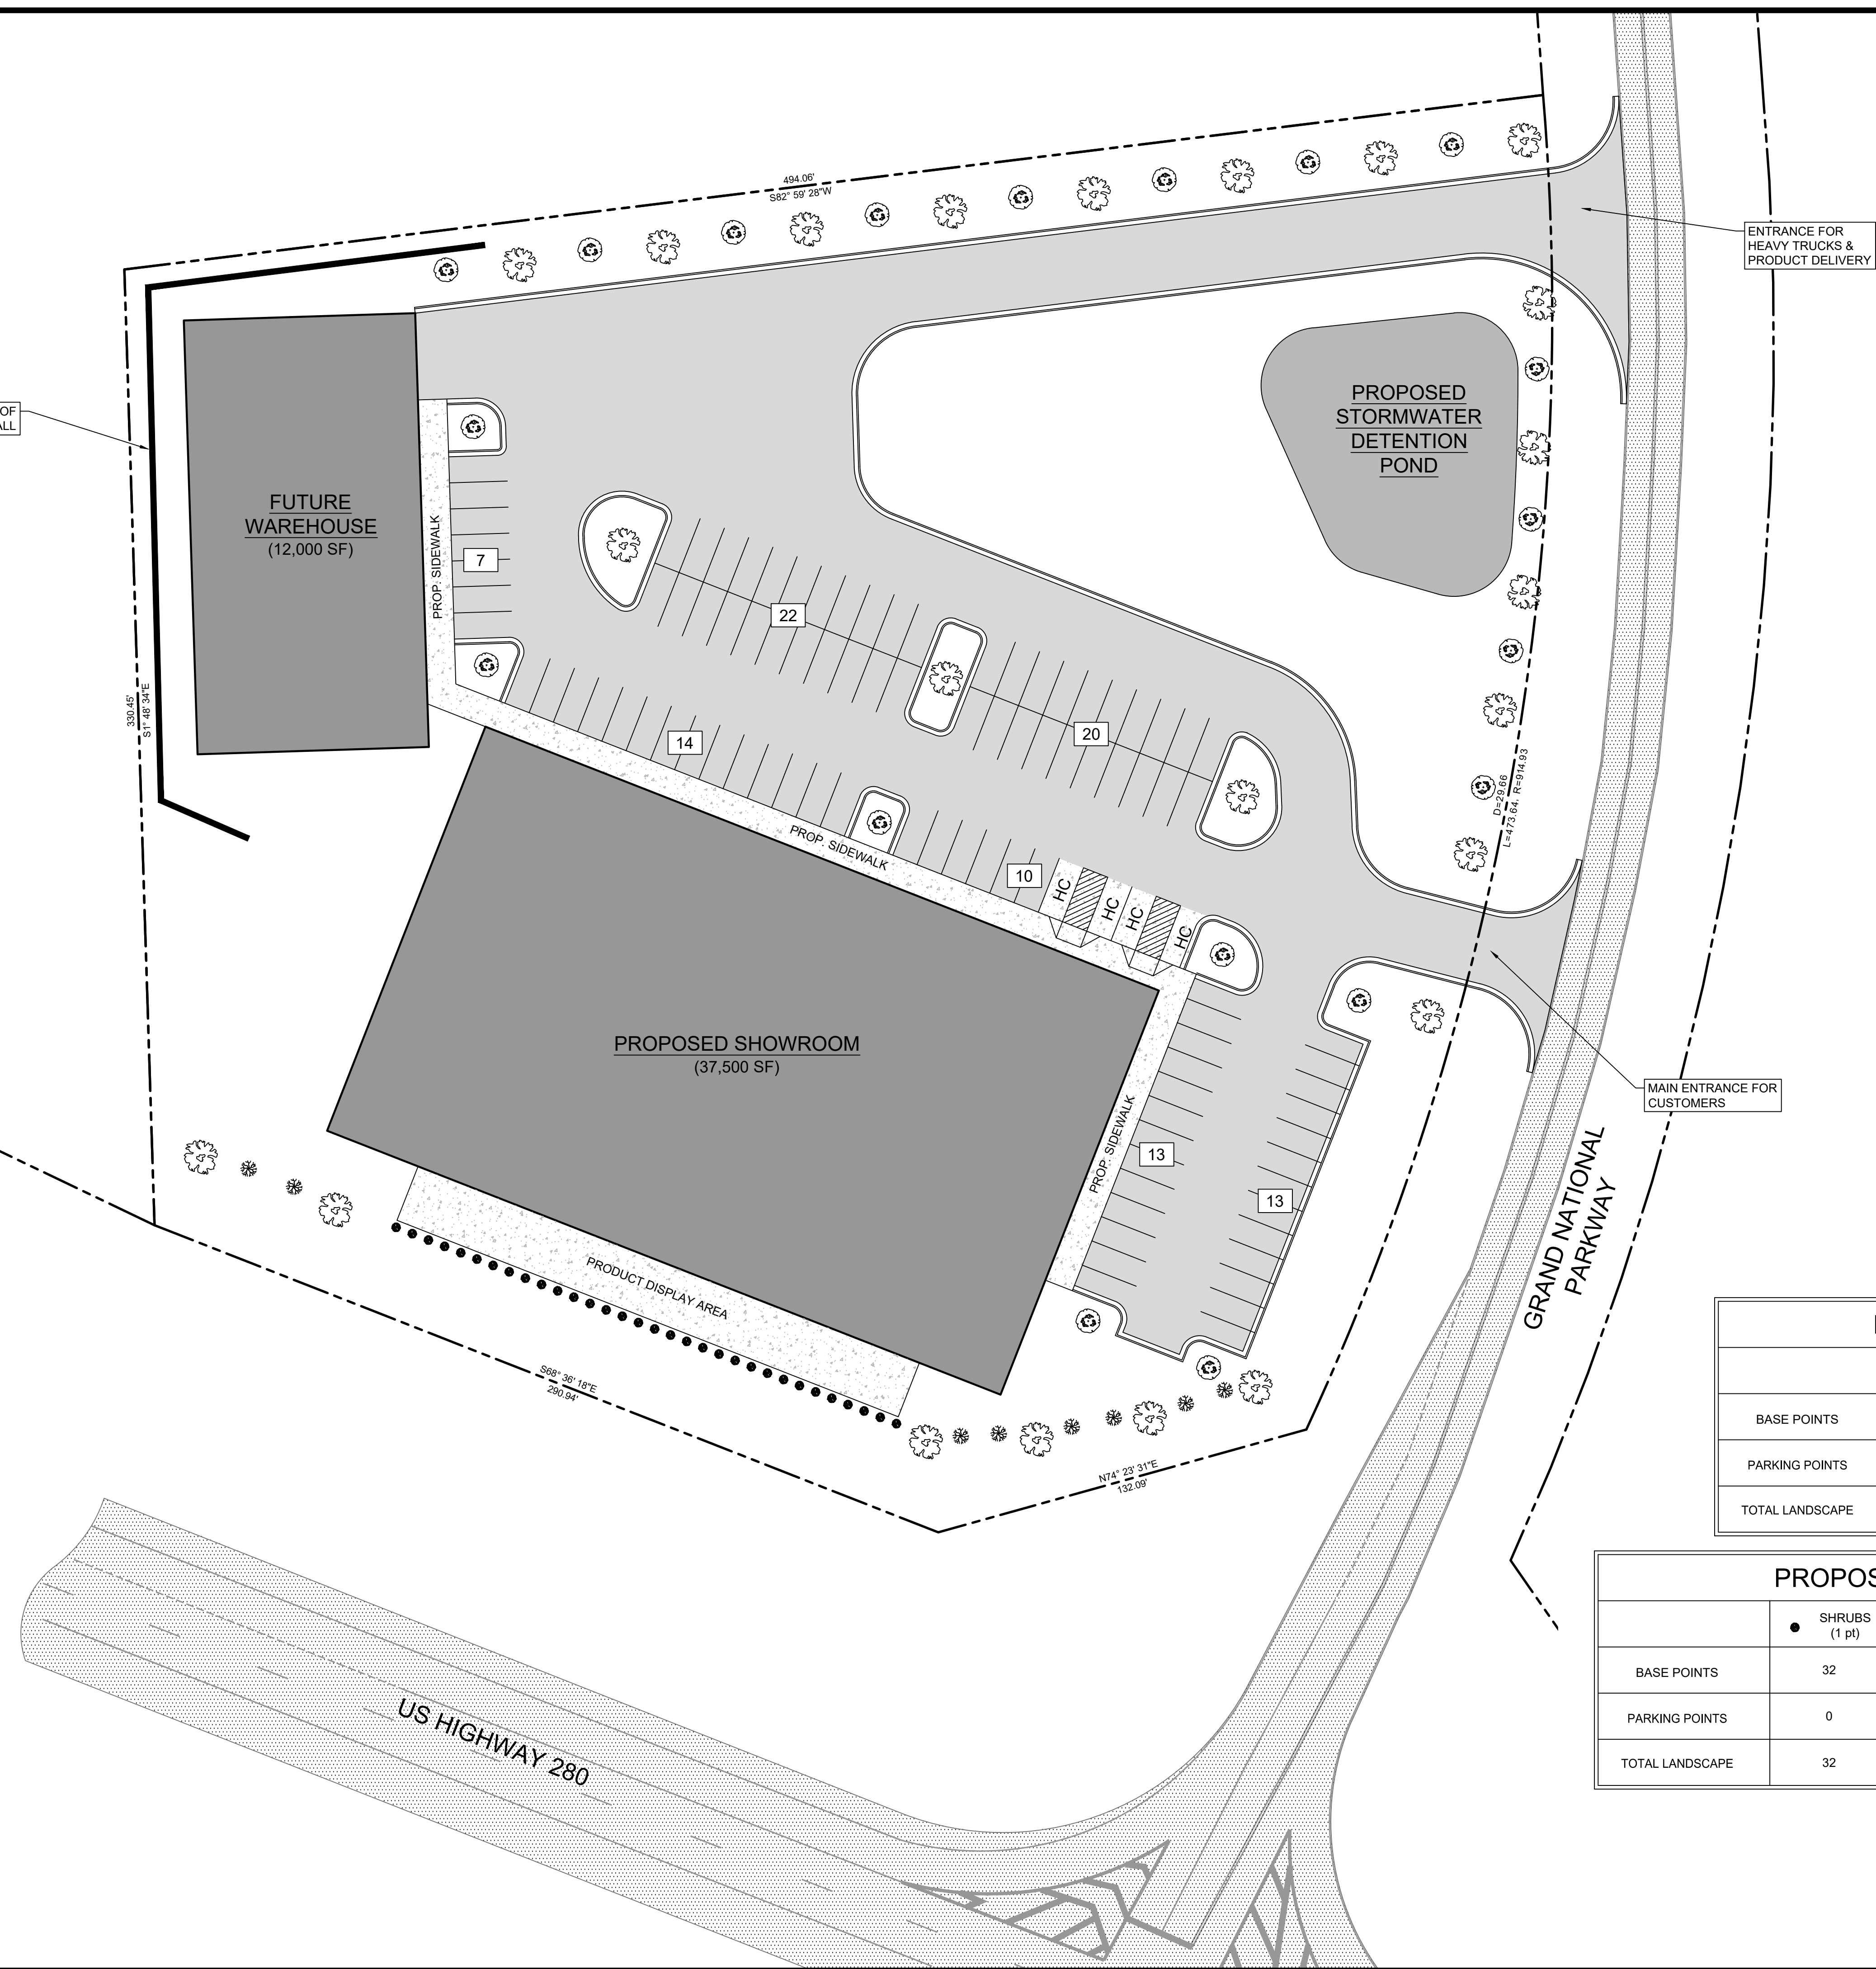 494.06'
S82° 59' 28"W
ENTRANCE FOR
HEAVY TRUCKS &
PRODUCT DELIVERY
OF
ALL
FUTURE
WAREHOUSE
(12,000 SF)
PROP. SIDEWALK
7
PROPOSED
STORMWATER
DETENTION
POND
22
20
14
330.45'
S1° 48' 34"E
D=29.66
L=473.64, R=914.93
PROP. SIDEWALK
10
HC
HC
HC
HC
PROPOSED SHOWROOM
(37,500 SF)
PROP. SIDEWALK
13
13
MAIN ENTRANCE FOR
CUSTOMERS
GRAND NATIONAL
PARKWAY
PRODUCT DISPLAY AREA
S68° 36' 18"E
290.94'
N74° 23' 31"E
132.09'
US HIGHWAY 280
BASE POINTS
PARKING POINTS
TOTAL LANDSCAPE
PROPOS
SHRUBS
(1 pt)
BASE POINTS 32
PARKING POINTS 0
TOTAL LANDSCAPE 32